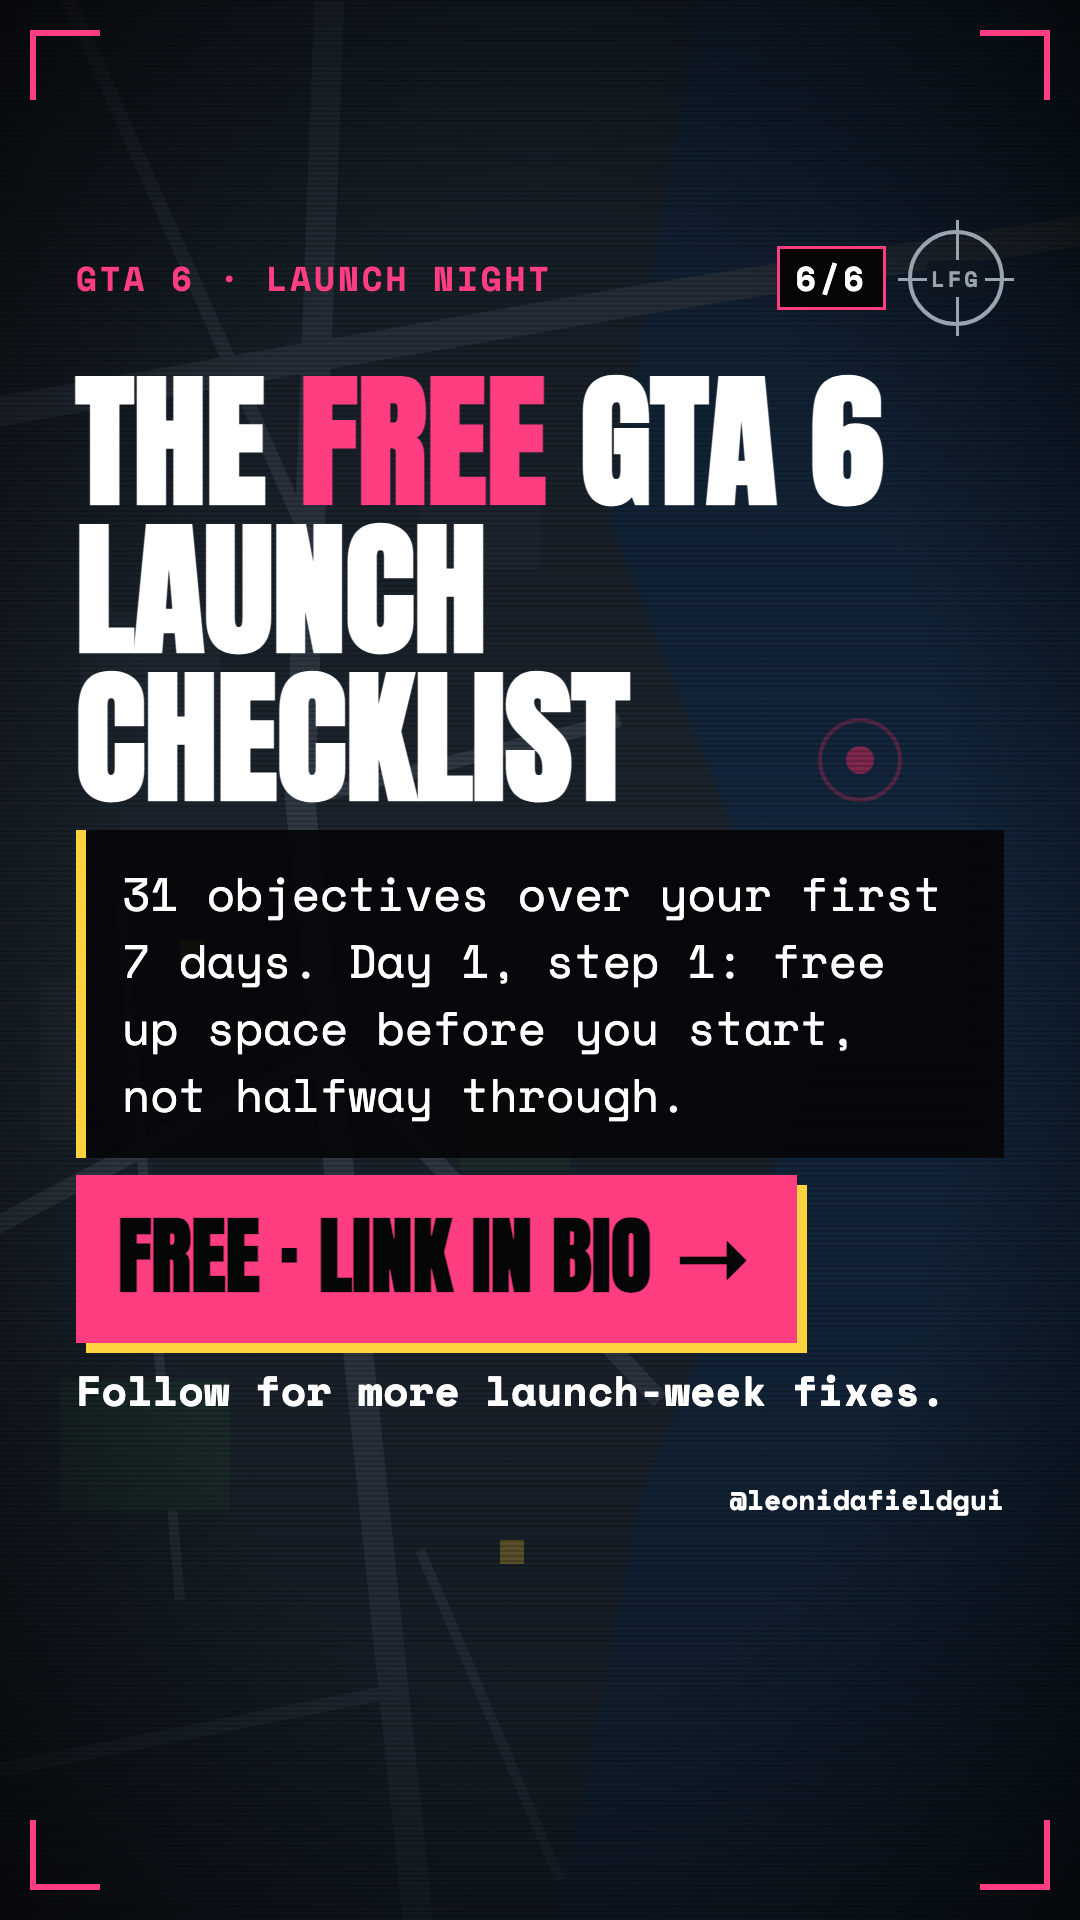 GTA 6 · LAUNCH NIGHT
6/6
LFG
THE FREE GTA 6
LAUNCH
CHECKLIST
31 objectives over your first
7 days. Day 1, step 1: free
up space before you start,
not halfway through.
FREE · LINK IN BIO →
Follow for more launch-week fixes.
@leonidafieldgui